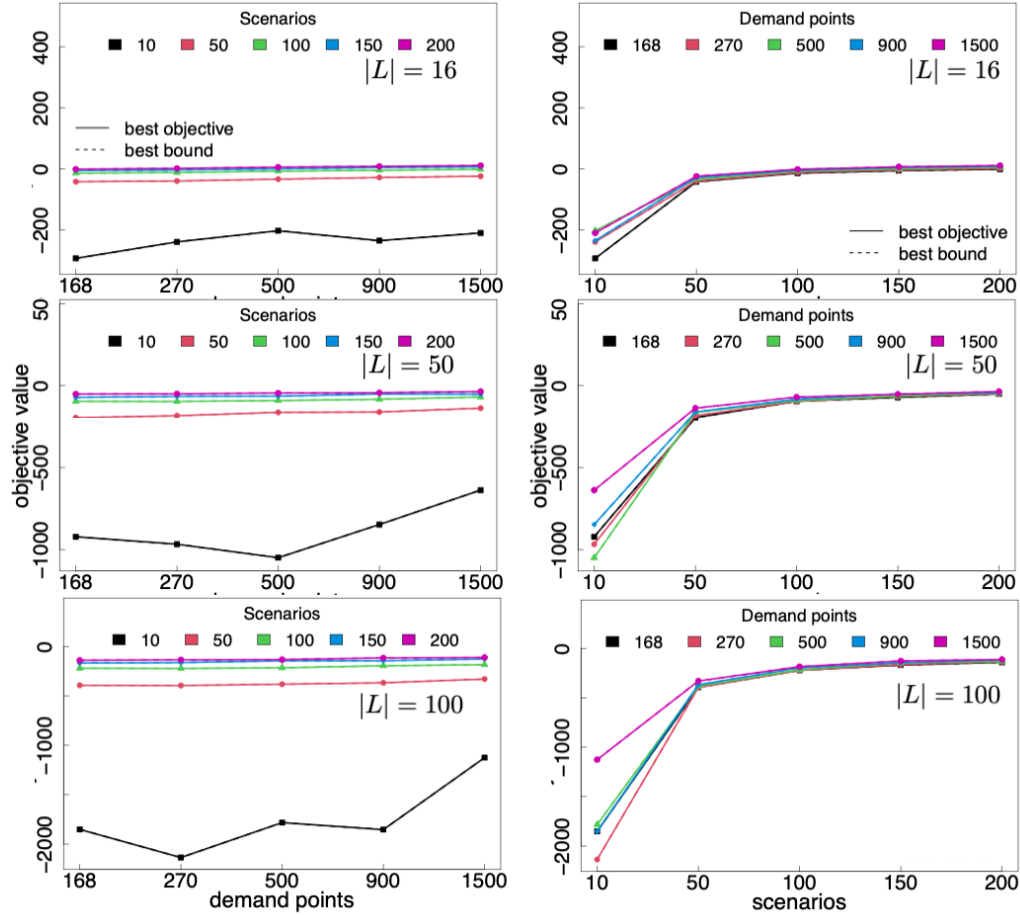 Scenarios
10 50 100 150 200
|L| = 16
400
200
0
−200
best objective
best bound
168 270 500 900 1500
Demand points
168 270 500 900 1500
|L| = 16
400
200
0
−200
best objective
best bound
10 50 100 150 200
Scenarios
10 50 100 150 200
|L| = 50
objective value
50
0
−500
−1000
168 270 500 900 1500
Demand points
168 270 500 900 1500
|L| = 50
objective value
50
0
−500
−1000
10 50 100 150 200
Scenarios
10 50 100 150 200
|L| = 100
0
−1000
−2000
168 270 500 900 1500
demand points
Demand points
168 270 500 900 1500
|L| = 100
0
−1000
−2000
10 50 100 150 200
scenarios